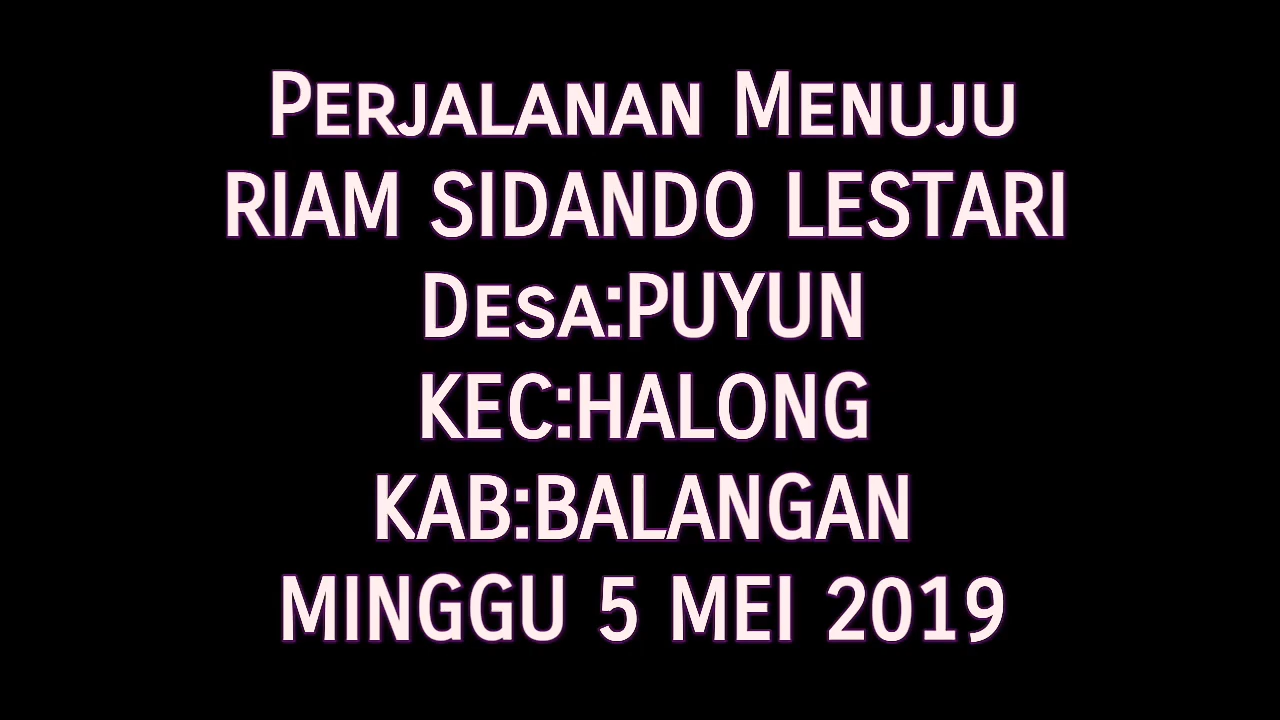 Perjalanan Menuju
RIAM SIDANDO LESTARI
Desa:PUYUN
KEC:HALONG
KAB:BALANGAN
MINGGU 5 MEI 2019